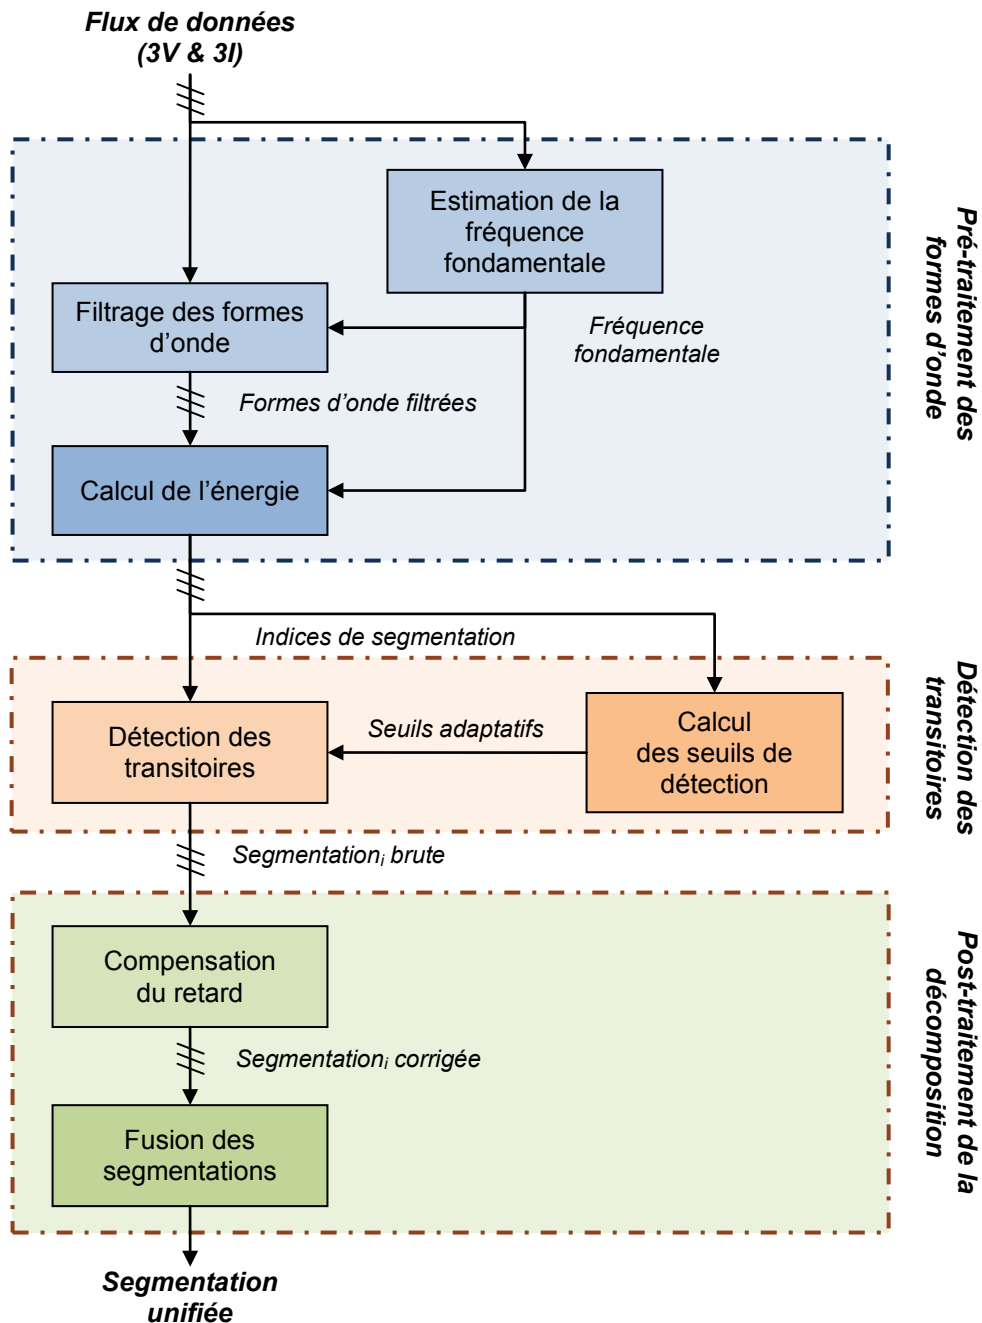 Flux de données
(3V & 3I)
Estimation de la
fréquence
fondamentale
Filtrage des formes
d’onde
Fréquence
fondamentale
Formes d’onde filtrées
Calcul de l’énergie
Pré-traitement des
formes d’onde
Indices de segmentation
Détection des
transitoires
Seuils adaptatifs
Calcul
des seuils de
détection
Détection des
transitoires
Segmentationᵢ brute
Compensation
du retard
Segmentationᵢ corrigée
Fusion des
segmentations
Post-traitement de la
décomposition
Segmentation
unifiée